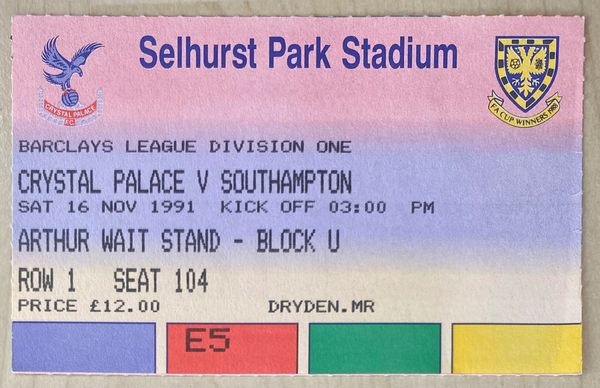 Selhurst Park Stadium
CRYSTAL PALACE
F.C.
F.A. CUP WINNERS 1988
BARCLAYS LEAGUE DIVISION ONE
CRYSTAL PALACE V SOUTHAMPTON
SAT 16 NOV 1991 KICK OFF 03:00 PM
ARTHUR WAIT STAND - BLOCK U
ROW 1 SEAT 104
PRICE £12.00 DRYDEN.MR
E5